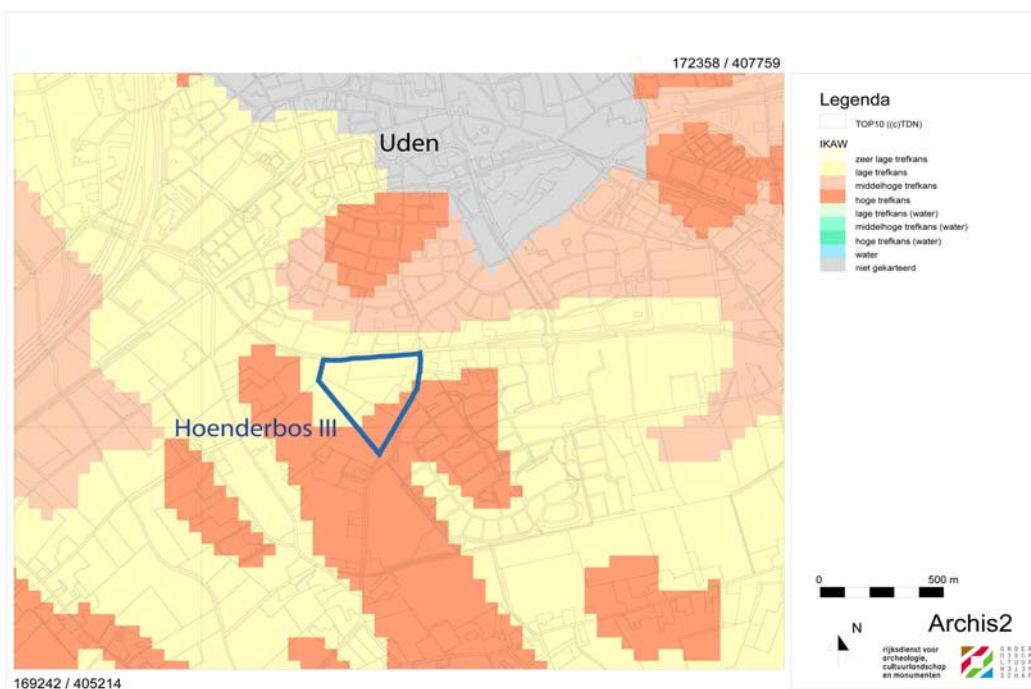 172358 / 407759
Uden
Hoenderbos III
169242 / 405214
Legenda
TOP10 ((c)TDN)
IKAW
zeer lage trefkans
lage trefkans
middelhoge trefkans
hoge trefkans
lage trefkans (water)
middelhoge trefkans (water)
hoge trefkans (water)
water
niet gekarteerd
0 500 m
N
Archis2
rijksdienst voor
archeologie,
cultuurlandschap
en monumenten